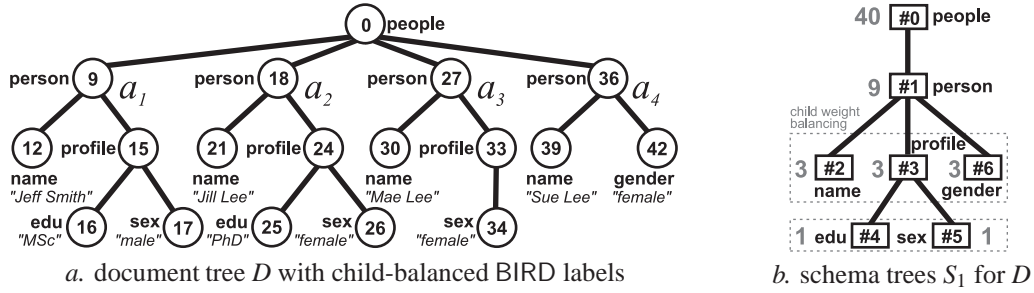 0 people
40 #0 people
person 9 a1 person 18 a2 person 27 a3 person 36 a4
9 #1 person
child weight
balancing
12 profile 15 21 profile 24 30 profile 33 39 42
profile
3 #2 3 #3 3 #6
name name name name gender
name gender
"Jeff Smith" "Jill Lee" "Mae Lee" "Sue Lee" "female"
edu 16 sex 17 edu 25 sex 26 sex 34
"MSc" "male" "PhD" "female" "female"
1 edu #4 sex #5 1
a. document tree D with child-balanced BIRD labels
b. schema trees S1 for D